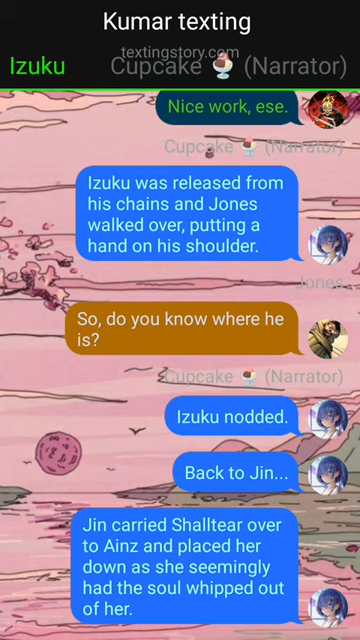 Kumar texting
textingstory.com
Izuku
Cupcake 🍨 (Narrator)
Nice work, ese.
Cupcake 🍨 (Narrator)
Izuku was released from
his chains and Jones
walked over, putting a
hand on his shoulder.
Jones
So, do you know where he
is?
Cupcake 🍨 (Narrator)
Izuku nodded.
Back to Jin...
Jin carried Shalltear over
to Ainz and placed her
down as she seemingly
had the soul whipped out
of her.